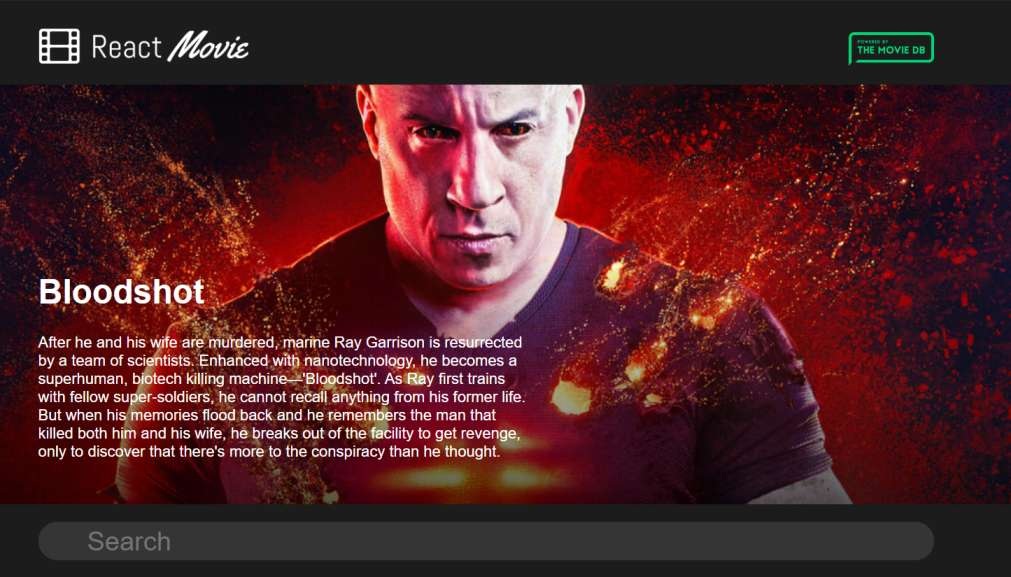 React Movie
POWERED BY
THE MOVIE DB
Bloodshot
After he and his wife are murdered, marine Ray Garrison is resurrected
by a team of scientists. Enhanced with nanotechnology, he becomes a
superhuman, biotech killing machine—'Bloodshot'. As Ray first trains
with fellow super-soldiers, he cannot recall anything from his former life.
But when his memories flood back and he remembers the man that
killed both him and his wife, he breaks out of the facility to get revenge,
only to discover that there's more to the conspiracy than he thought.
Search